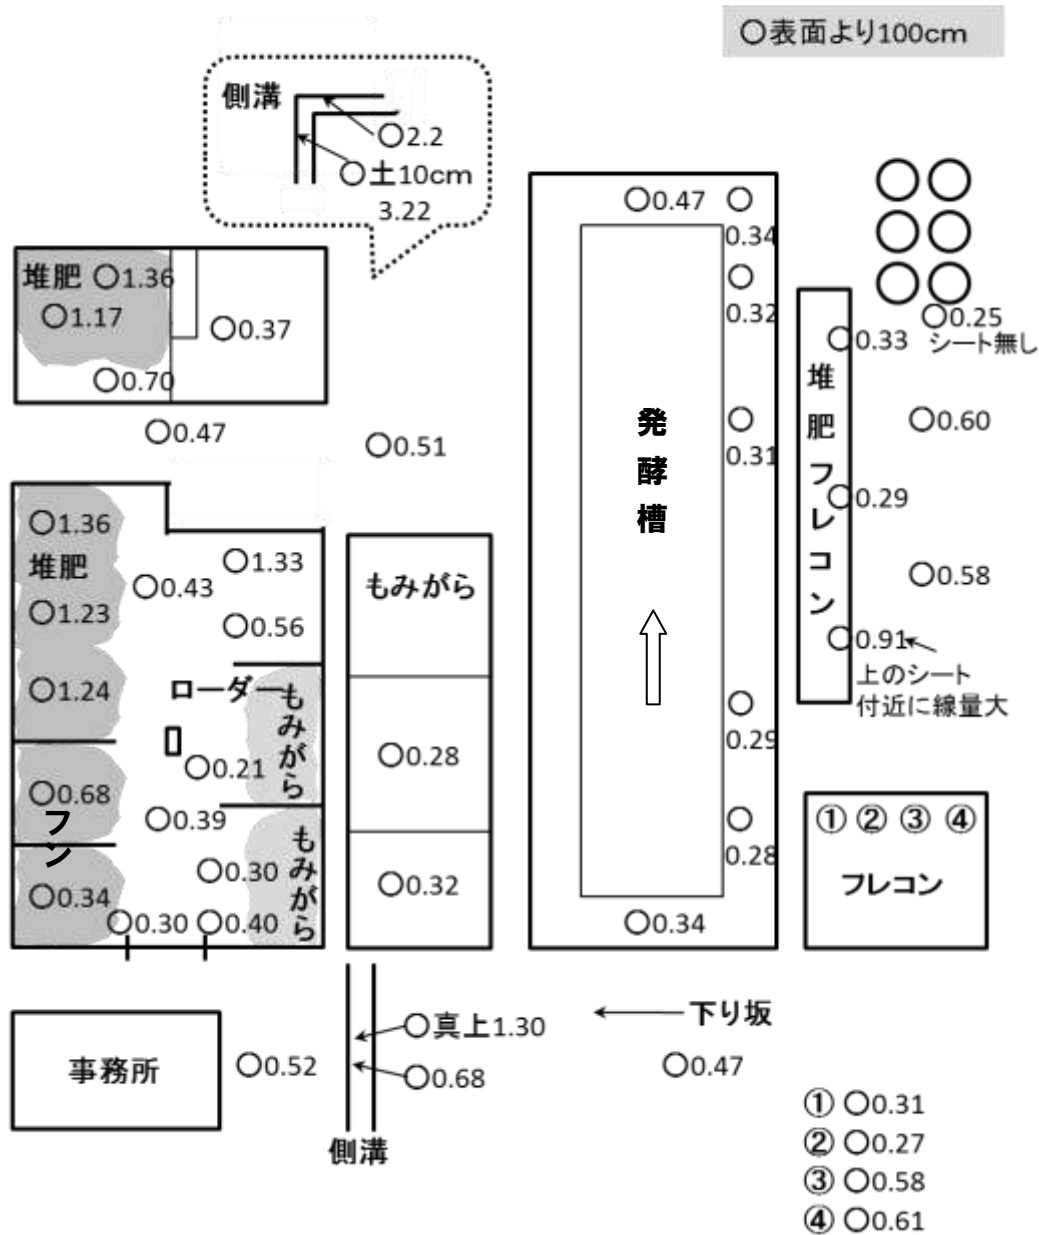 ○表面より100cm
側溝
○2.2
○土10cm
3.22
堆肥 ○1.36
○1.17
○0.37
○0.70
○0.47
○0.51
○0.47
○
0.34
○
0.32
○
0.31
発酵槽
○
0.29
○
0.28
○0.34
○0.25
シート無し
○0.33
堆肥フレコン
○0.60
○0.29
○0.58
○0.91
上のシート
付近に線量大
① ② ③ ④
フレコン
○1.36
堆肥
○1.23
○1.24
○0.43
○1.33
○0.56
ローダー
もみがら
○0.21
○0.68
フン
○0.39
○0.34
○0.30
もみがら
○0.30
○0.40
もみがら
○0.28
○0.32
事務所
○0.52
○真上1.30
○0.68
側溝
下り坂
○0.47
① ○0.31
② ○0.27
③ ○0.58
④ ○0.61